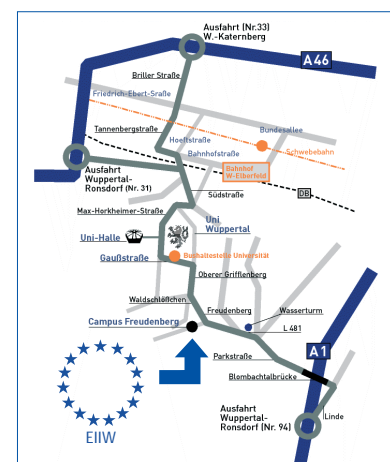 Ausfahrt (Nr.33)
W.-Katernberg
A46
Briller Straße
Friedrich-Ebert-Sraße
Tannenbergstraße
Bundesallee
Hoeftstraße
Schwebebahn
Bahnhofstraße
Ausfahrt
Wuppertal-
Ronsdorf (Nr. 31)
Bahnhof
W-Elberfeld
DB
Südstraße
Max-Horkheimer-Straße
Uni
Wuppertal
Uni-Halle
Bushaltestelle Universität
Gaußstraße
Oberer Grifflenberg
Waldschlößchen
Freudenberg
Wasserturm
Campus Freudenberg
L 481
A1
Parkstraße
Blombachtalbrücke
Ausfahrt
Wuppertal-
Ronsdorf (Nr. 94)
Linde
EIIW